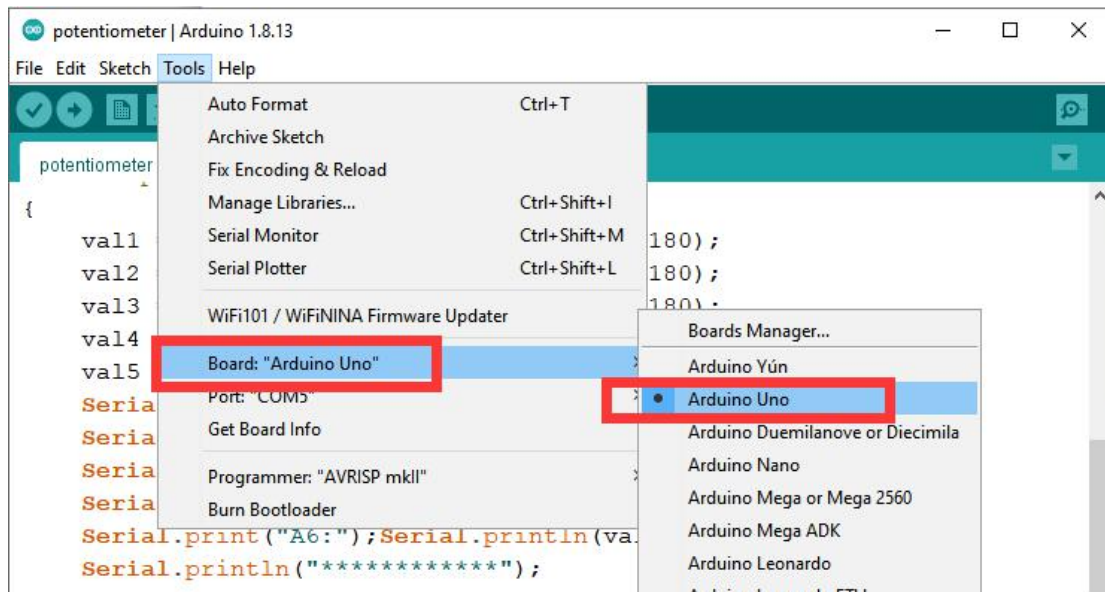 potentiometer | Arduino 1.8.13
File Edit Sketch Tools Help
potentiometer
Auto Format Ctrl+T
Archive Sketch
Fix Encoding & Reload
Manage Libraries... Ctrl+Shift+I
Serial Monitor Ctrl+Shift+M
Serial Plotter Ctrl+Shift+L
WiFi101 / WiFiNINA Firmware Updater
Board: "Arduino Uno"
Port: "COM5"
Get Board Info
Programmer: "AVRISP mkII"
Burn Bootloader
Boards Manager...
Arduino Yún
Arduino Uno
Arduino Duemilanove or Diecimila
Arduino Nano
Arduino Mega or Mega 2560
Arduino Mega ADK
Arduino Leonardo
{
val1 180);
val2 180);
val3 180);
val4
val5
Seria
Seria
Seria
Seria
Serial.print("A6:");Serial.println(va
Serial.println("************");